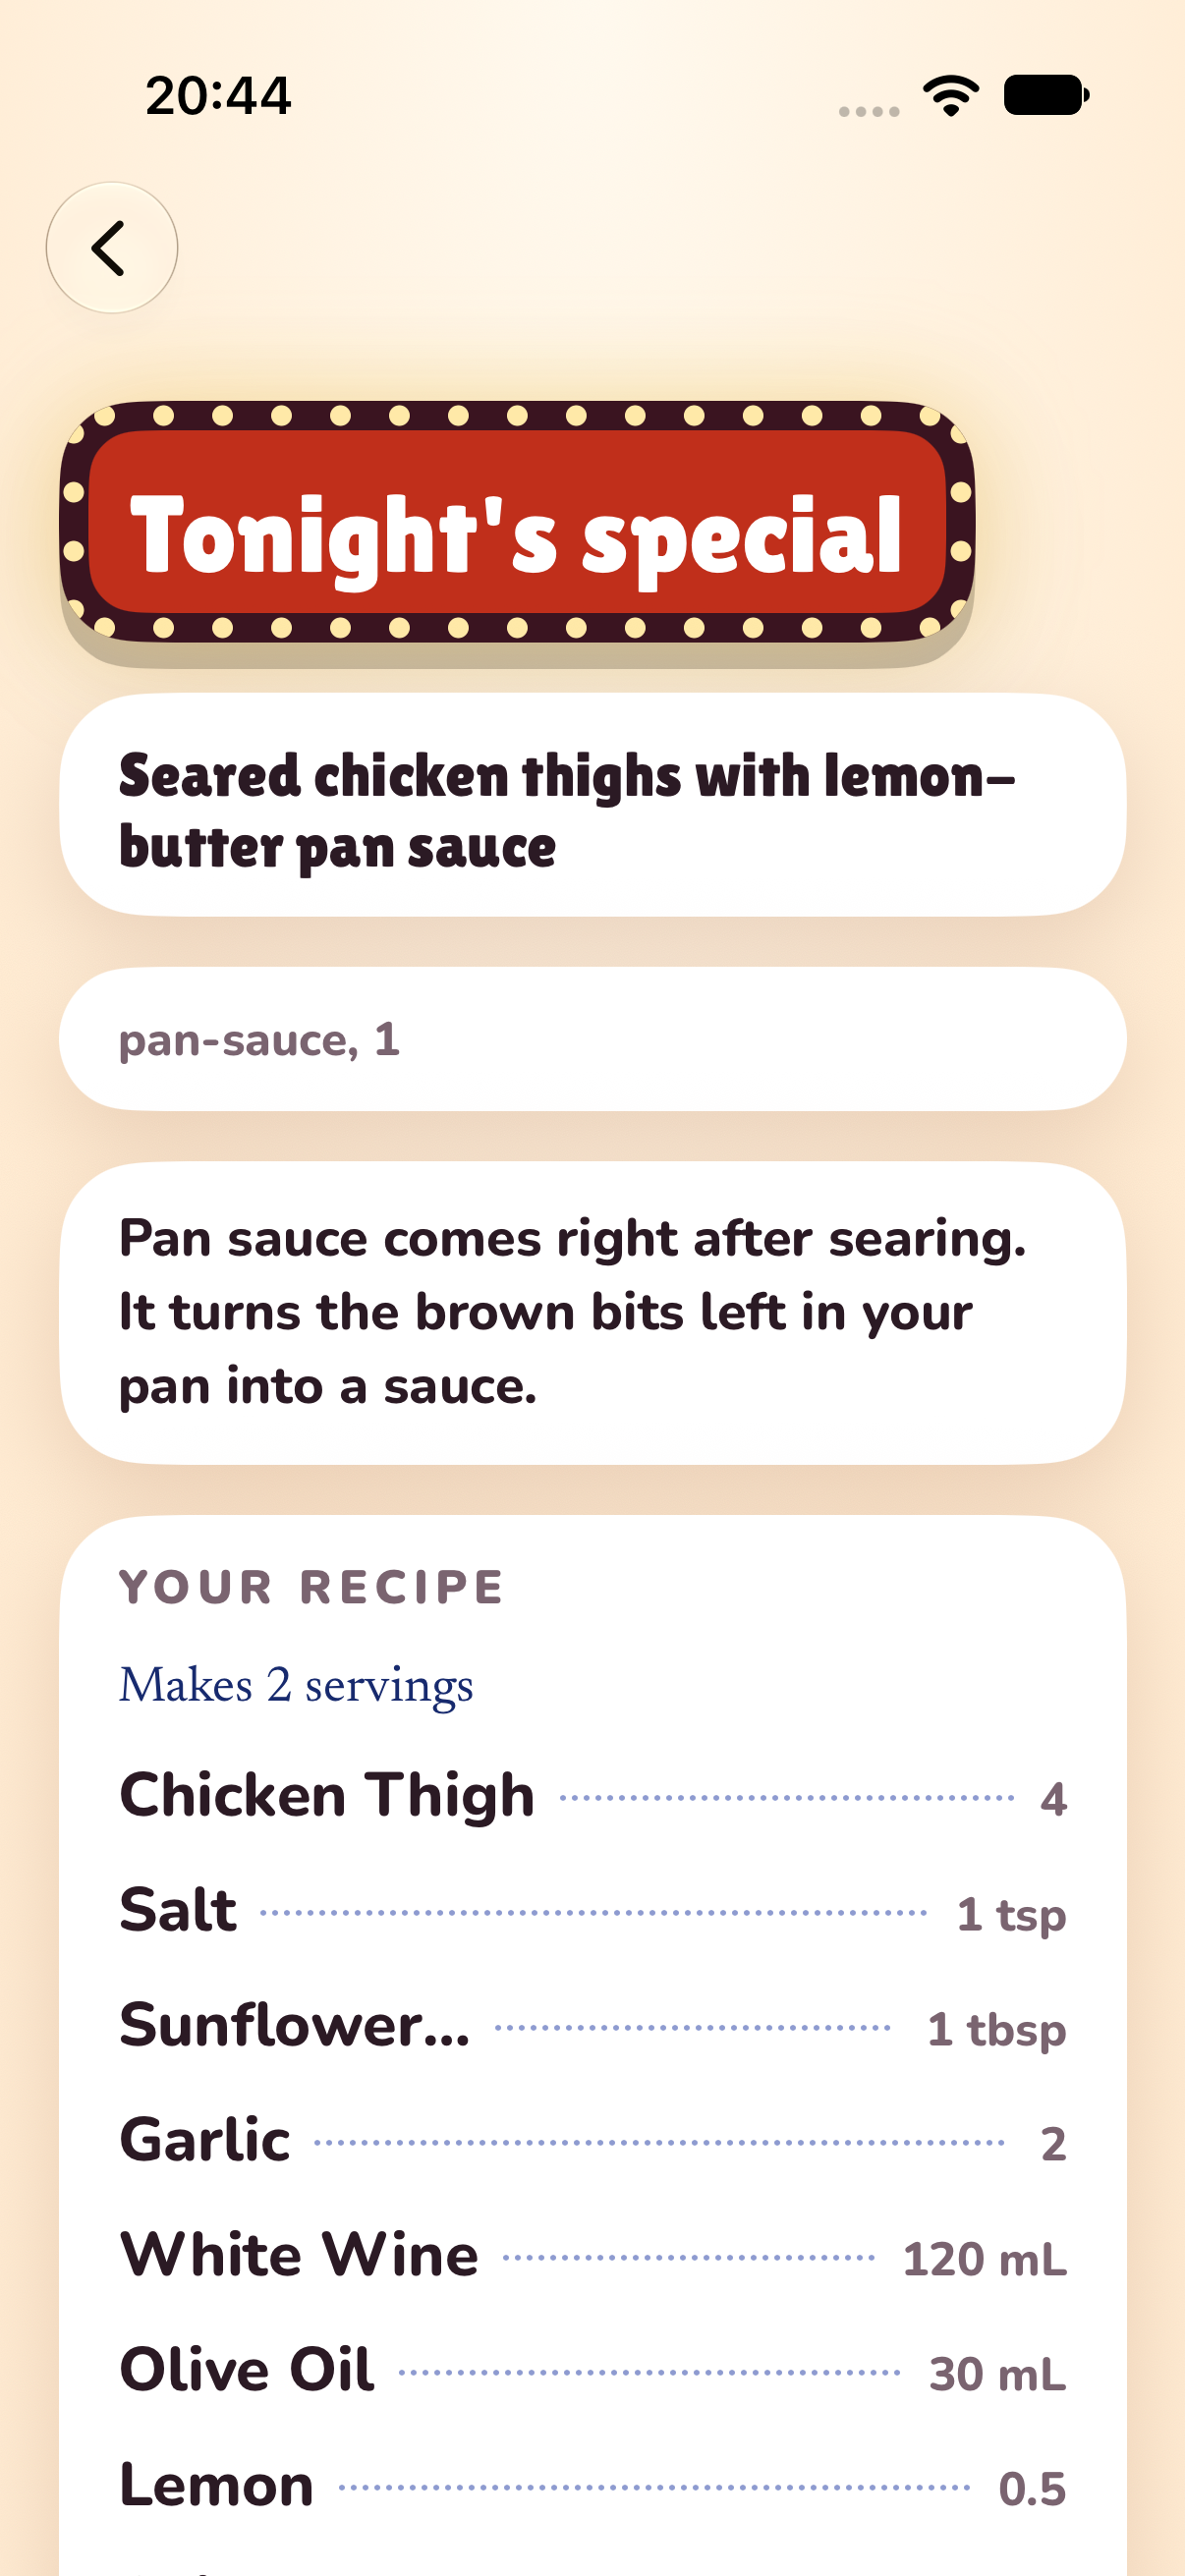 20:44
Tonight's special
Seared chicken thighs with lemon–
butter pan sauce
pan-sauce, 1
Pan sauce comes right after searing.
It turns the brown bits left in your
pan into a sauce.
YOUR RECIPE
Makes 2 servings
Chicken Thigh 4
Salt 1 tsp
Sunflower... 1 tbsp
Garlic 2
White Wine 120 mL
Olive Oil 30 mL
Lemon 0.5